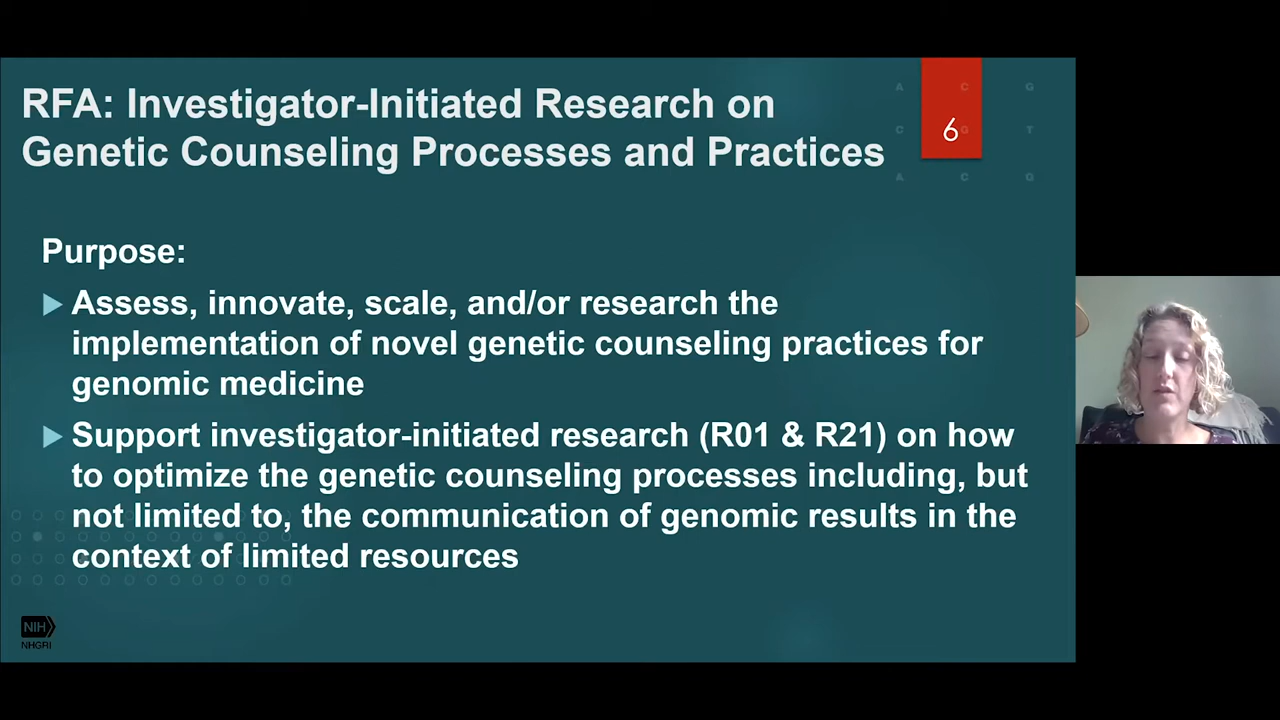 RFA: Investigator-Initiated Research on
Genetic Counseling Processes and Practices
6
A C G
C G T
A C G
Purpose:
Assess, innovate, scale, and/or research the
implementation of novel genetic counseling practices for
genomic medicine
Support investigator-initiated research (R01 & R21) on how
to optimize the genetic counseling processes including, but
not limited to, the communication of genomic results in the
context of limited resources
NIH
NHGRI